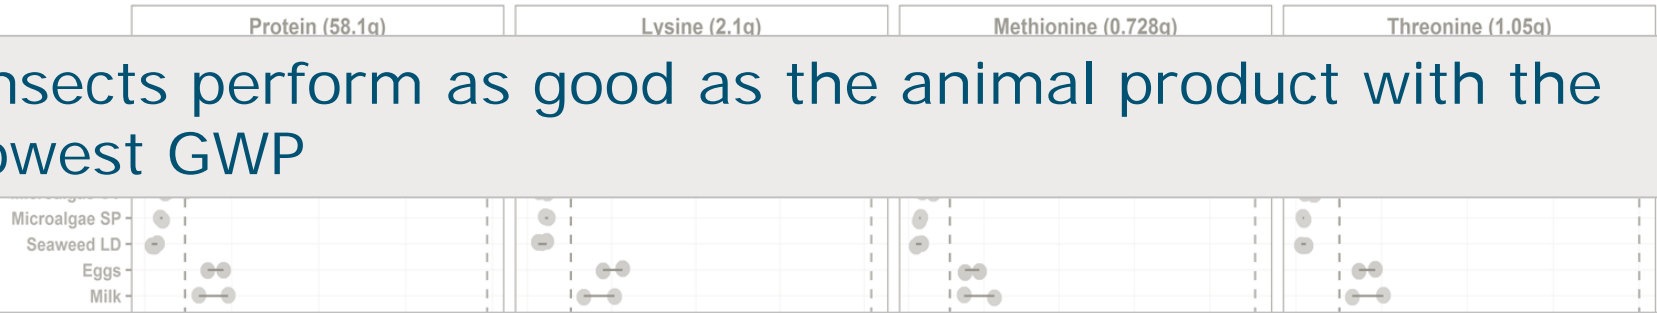 Protein (58.1g) Lysine (2.1g) Methionine (0.728g) Threonine (1.05g)
nsects perform as good as the animal product with the
owest GWP
Microalgae SP
Seaweed LD
Eggs
Milk